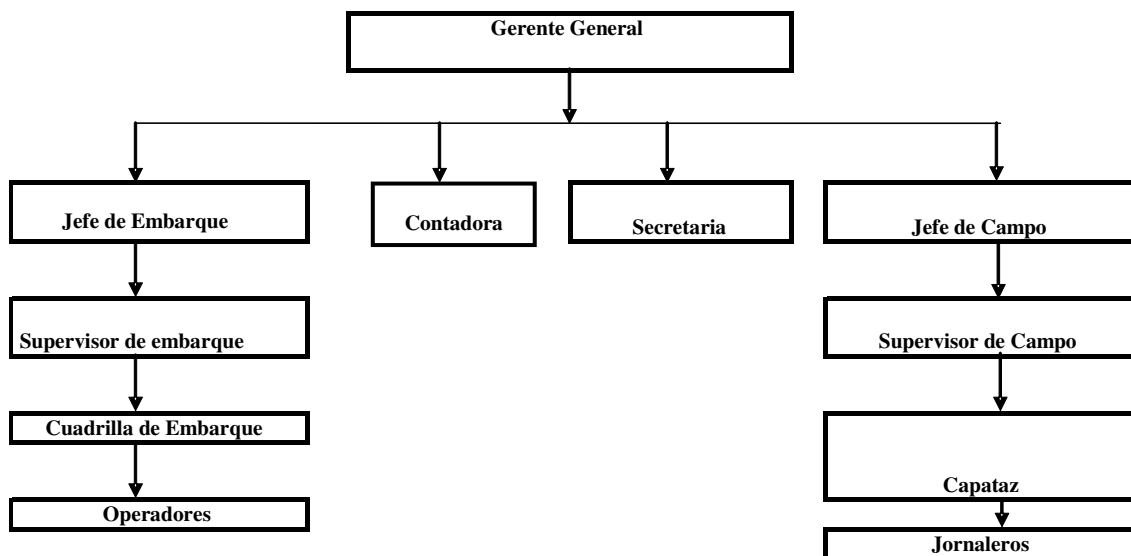 Gerente General
Jefe de Embarque
Contadora
Secretaria
Jefe de Campo
Supervisor de embarque
Supervisor de Campo
Cuadrilla de Embarque
Capataz
Operadores
Jornaleros